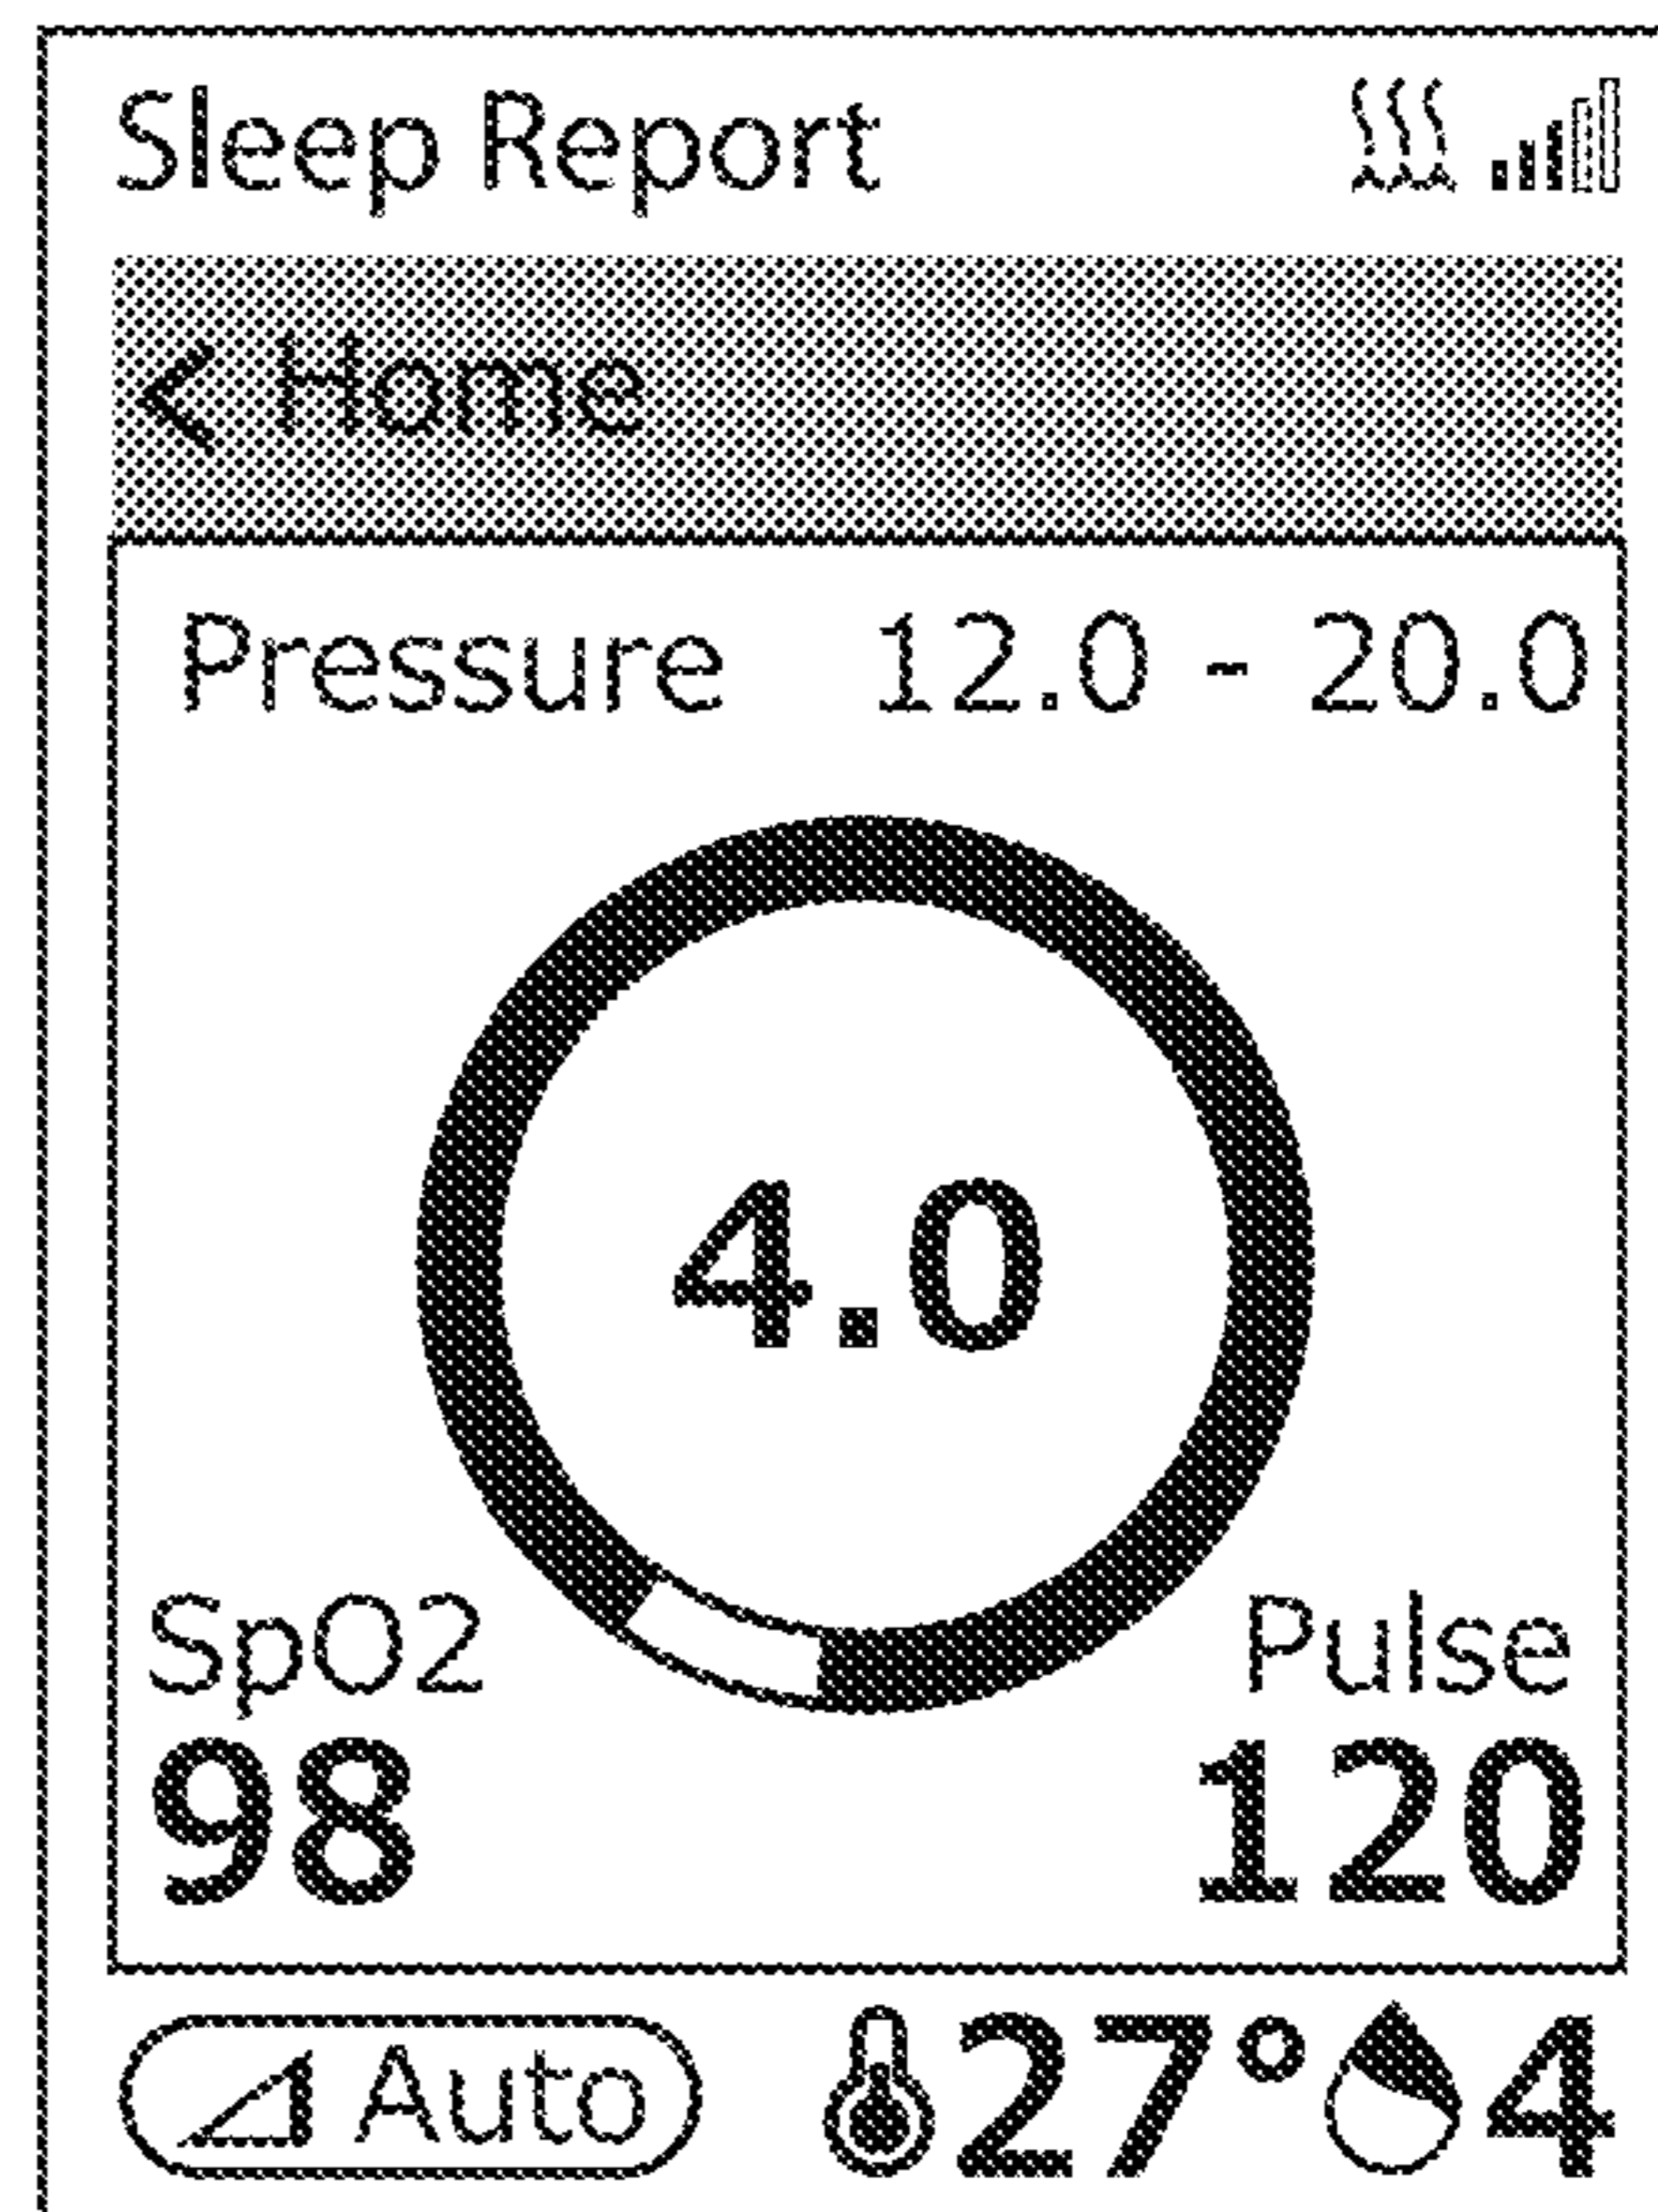 Sleep Report
< Home
Pressure 12.0 - 20.0
4.0
SpO2 Pulse
98 120
Auto 27° 4